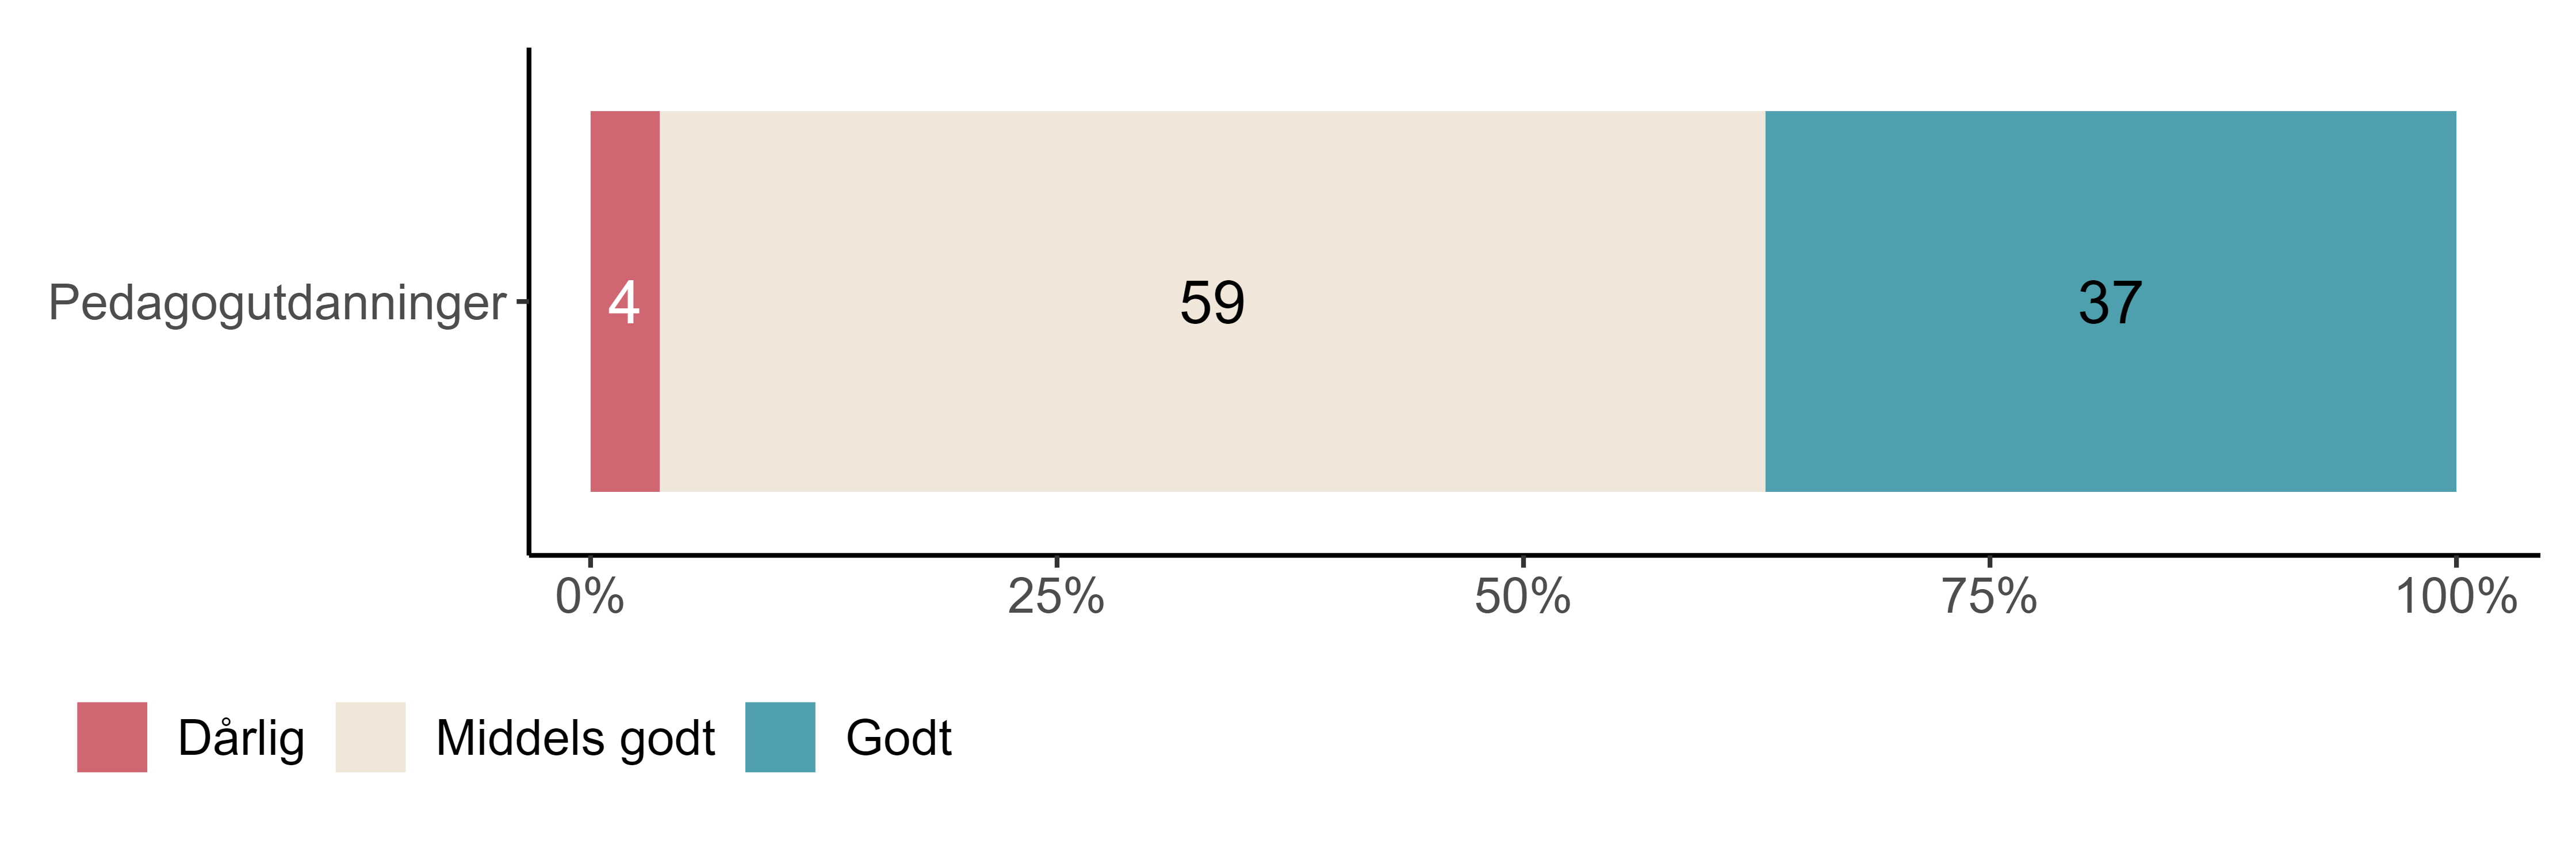 Pedagogutdanninger
4 59 37
0% 25% 50% 75% 100%
Dårlig Middels godt Godt